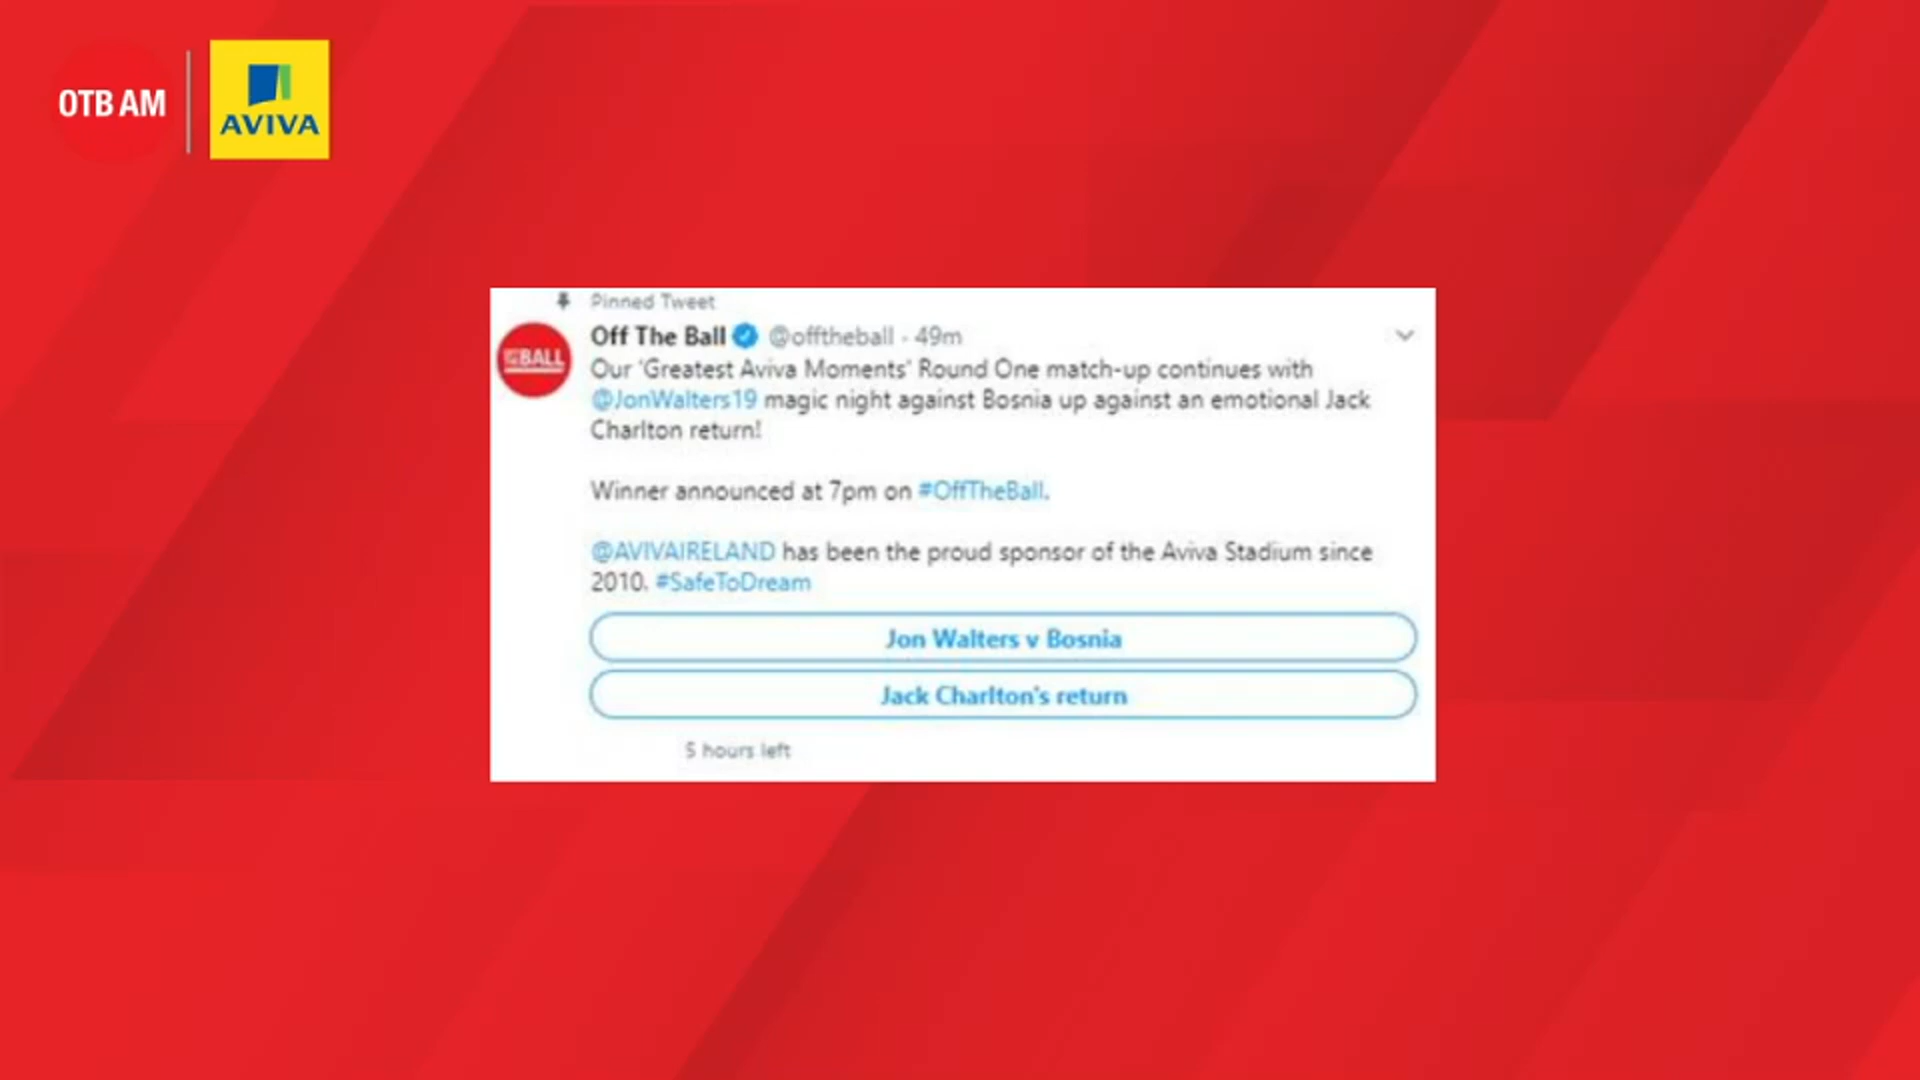 OTB AM
AVIVA
Pinned Tweet
Off The Ball @offtheball · 49m
BALL
Our 'Greatest Aviva Moments' Round One match-up continues with
@JonWalters19 magic night against Bosnia up against an emotional Jack
Charlton return!
Winner announced at 7pm on #OffTheBall.
@AVIVAIRELAND has been the proud sponsor of the Aviva Stadium since
2010. #SafeToDream
Jon Walters v Bosnia
Jack Charlton's return
5 hours left